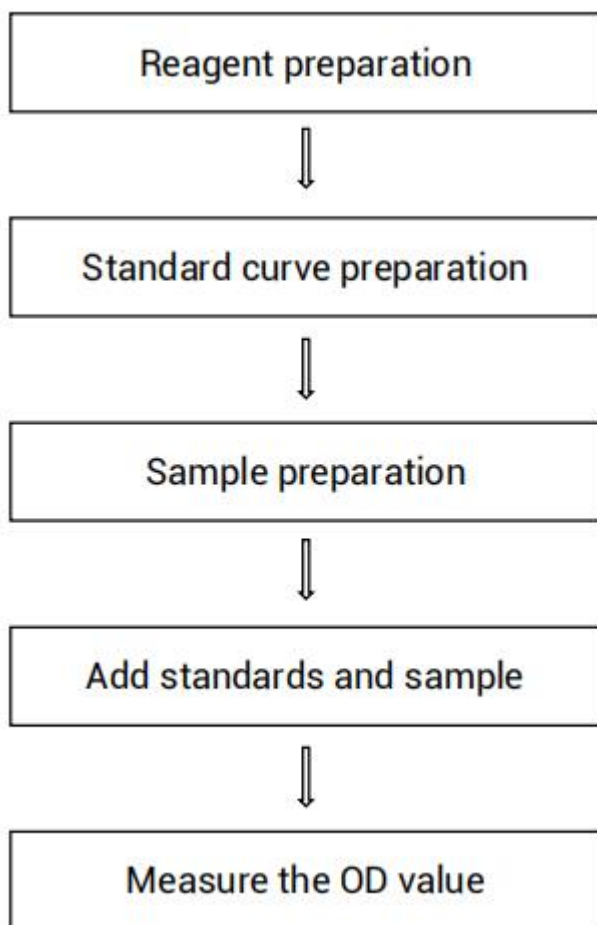 Reagent preparation
Standard curve preparation
Sample preparation
Add standards and sample
Measure the OD value